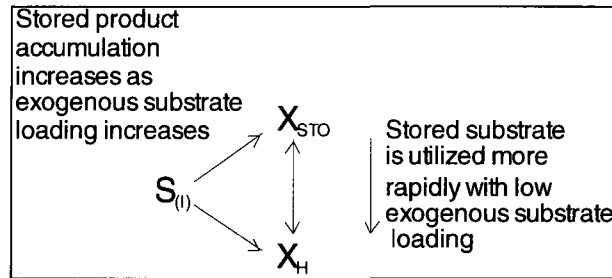 Stored product
accumulation
increases as
exogenous substrate
loading increases
X_STO
Stored substrate
is utilized more
rapidly with low
exogenous substrate
loading
S_(I)
X_H